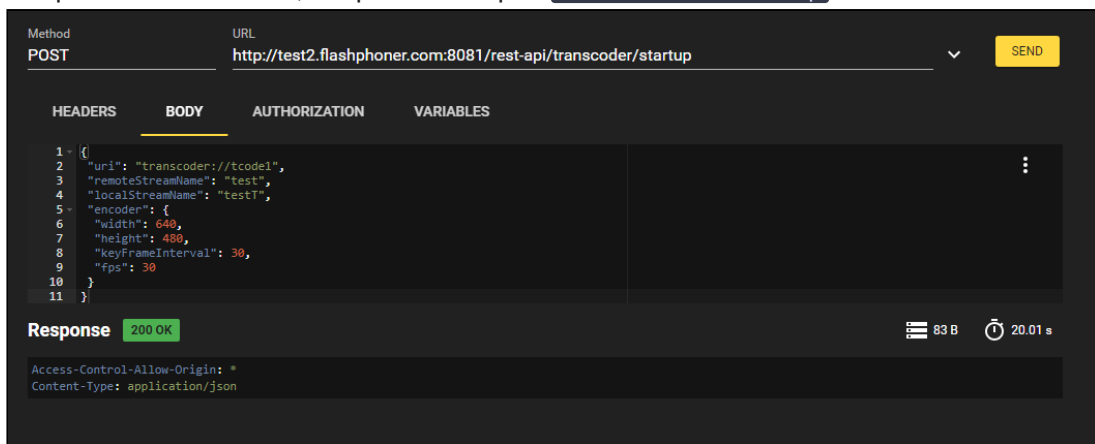 Method
URL
POST
http://test2.flashphoner.com:8081/rest-api/transcoder/startup
SEND
HEADERS BODY AUTHORIZATION VARIABLES
1 {
2 "uri": "transcoder://tcode1",
3 "remoteStreamName": "test",
4 "localStreamName": "testT",
5 "encoder": {
6 "width": 640,
7 "height": 480,
8 "keyFrameInterval": 30,
9 "fps": 30
10 }
11 }
Response 200 OK 83 B 20.01 s
Access-Control-Allow-Origin: *
Content-Type: application/json